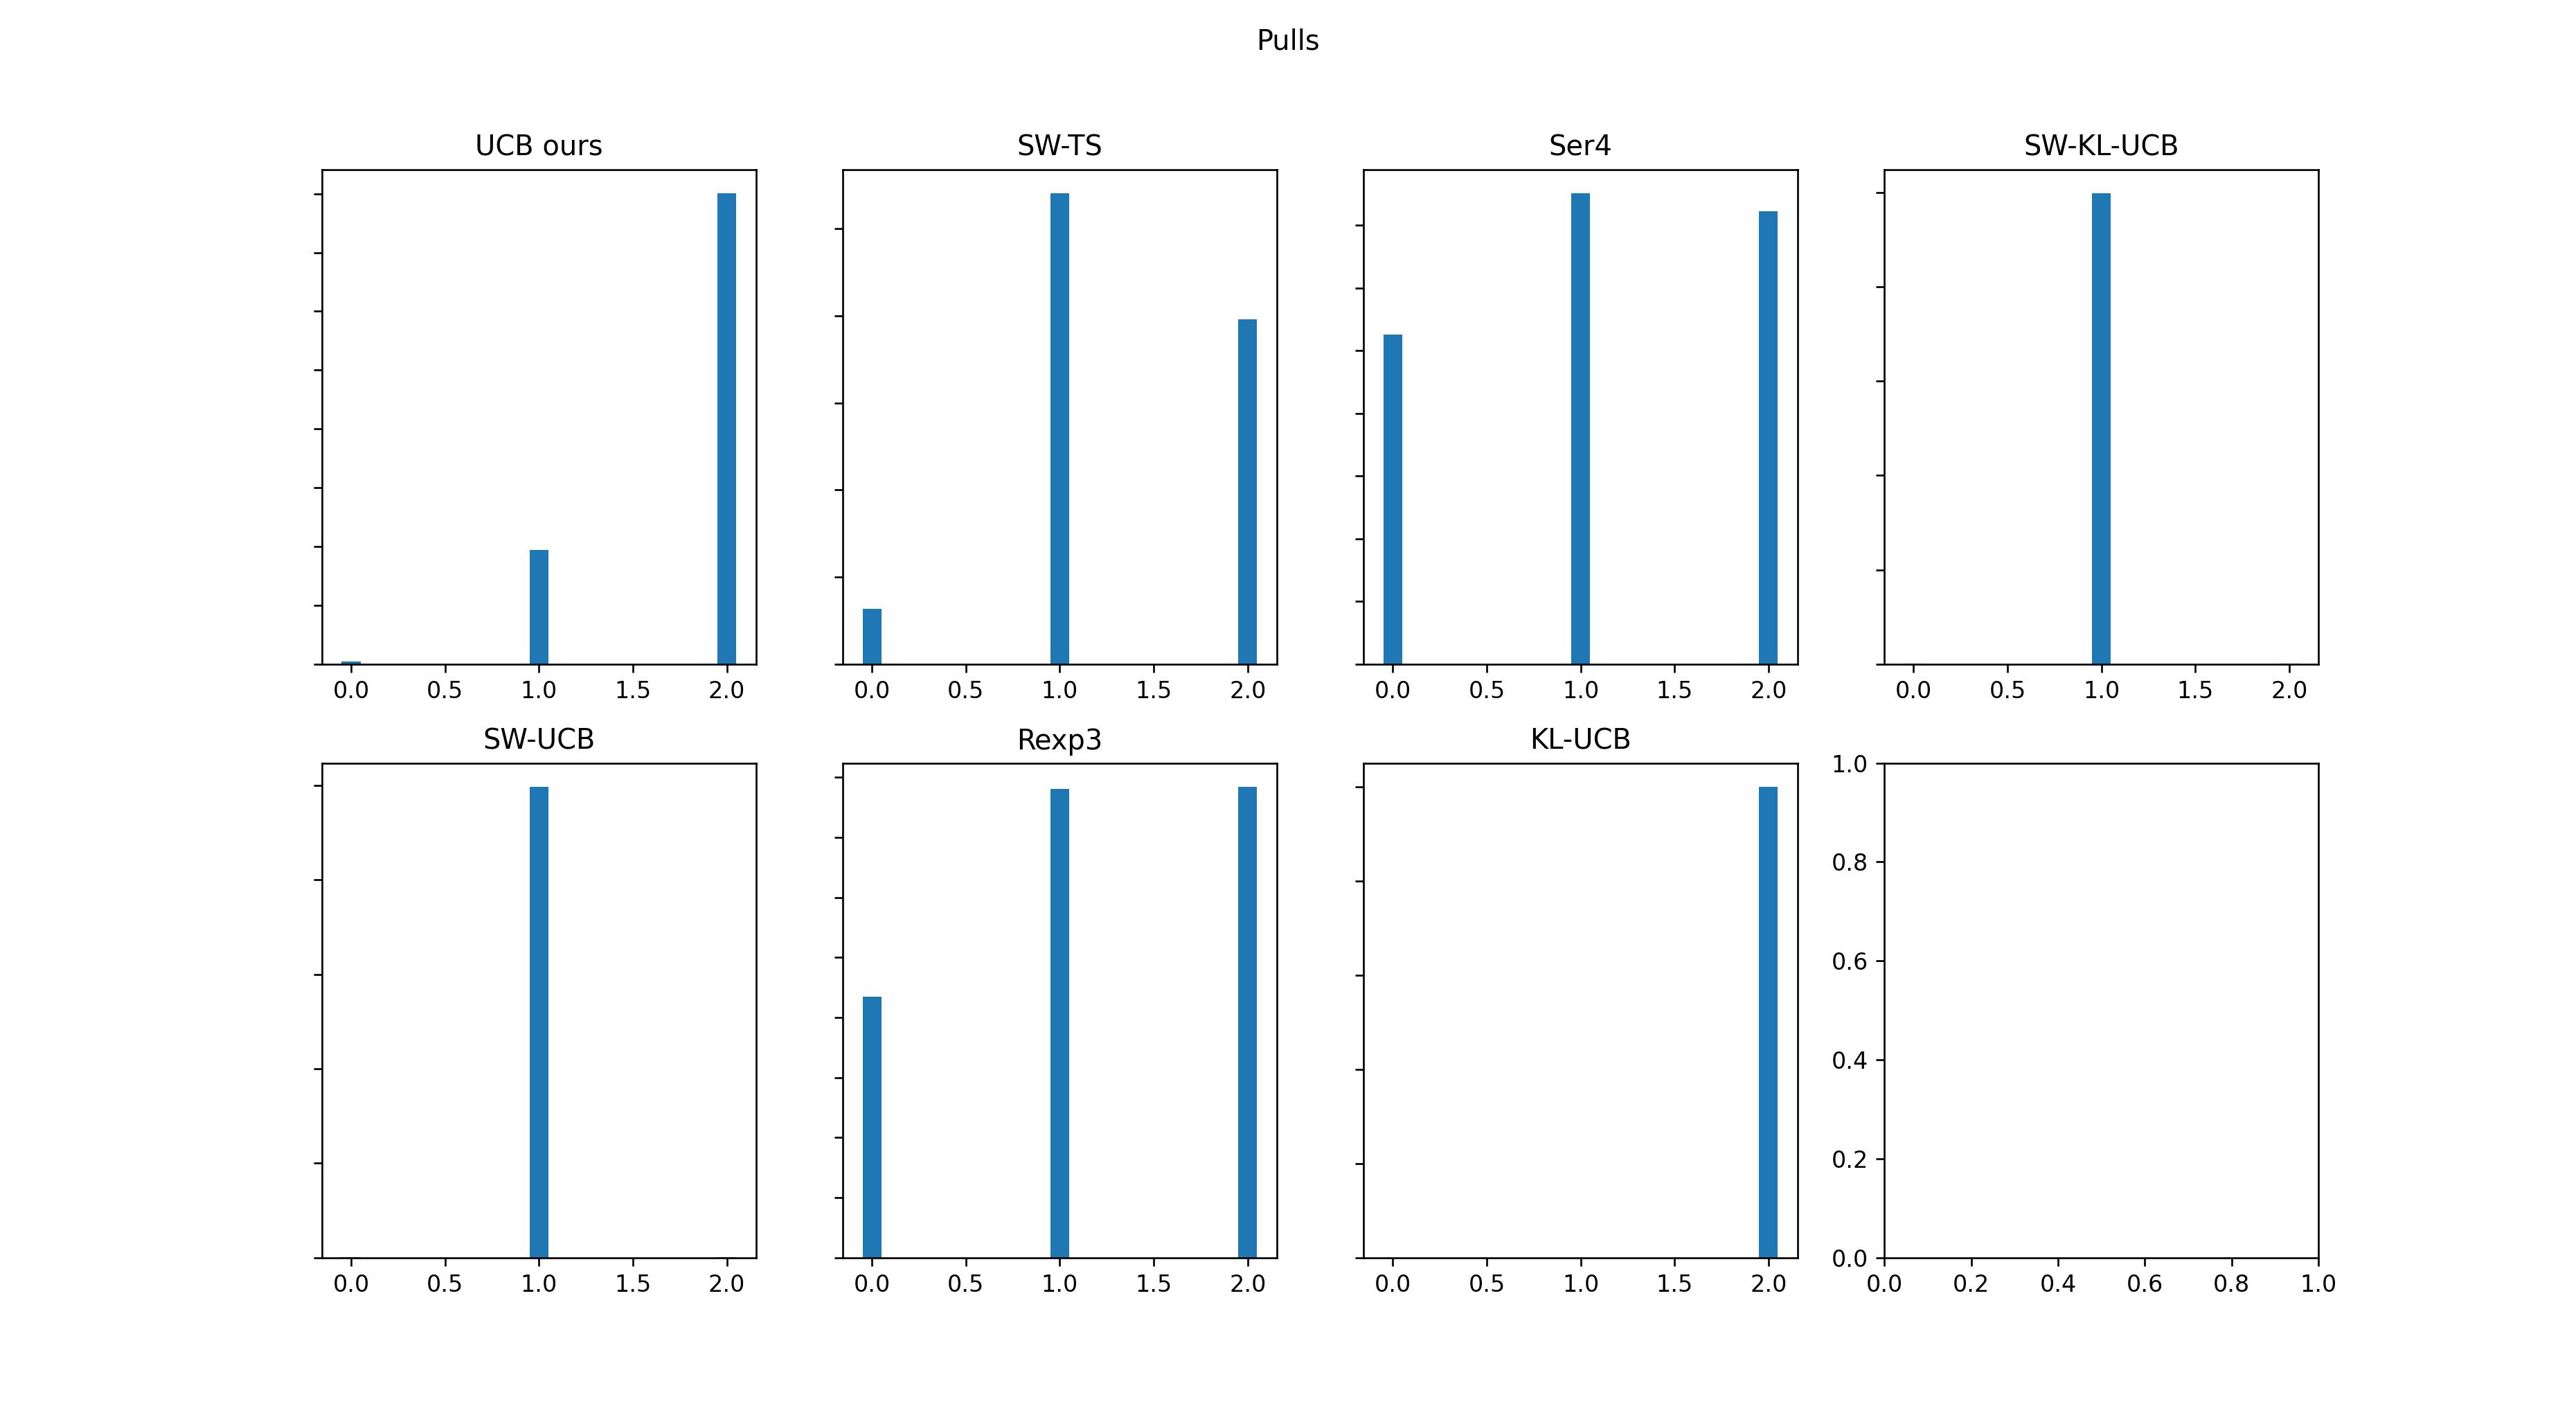 Pulls
UCB ours SW-TS Ser4 SW-KL-UCB
0.0 0.5 1.0 1.5 2.0 0.0 0.5 1.0 1.5 2.0 0.0 0.5 1.0 1.5 2.0 0.0 0.5 1.0 1.5 2.0
SW-UCB Rexp3 KL-UCB
1.0
0.8
0.6
0.4
0.2
0.0
0.0 0.5 1.0 1.5 2.0 0.0 0.5 1.0 1.5 2.0 0.0 0.5 1.0 1.5 2.0 0.0 0.2 0.4 0.6 0.8 1.0